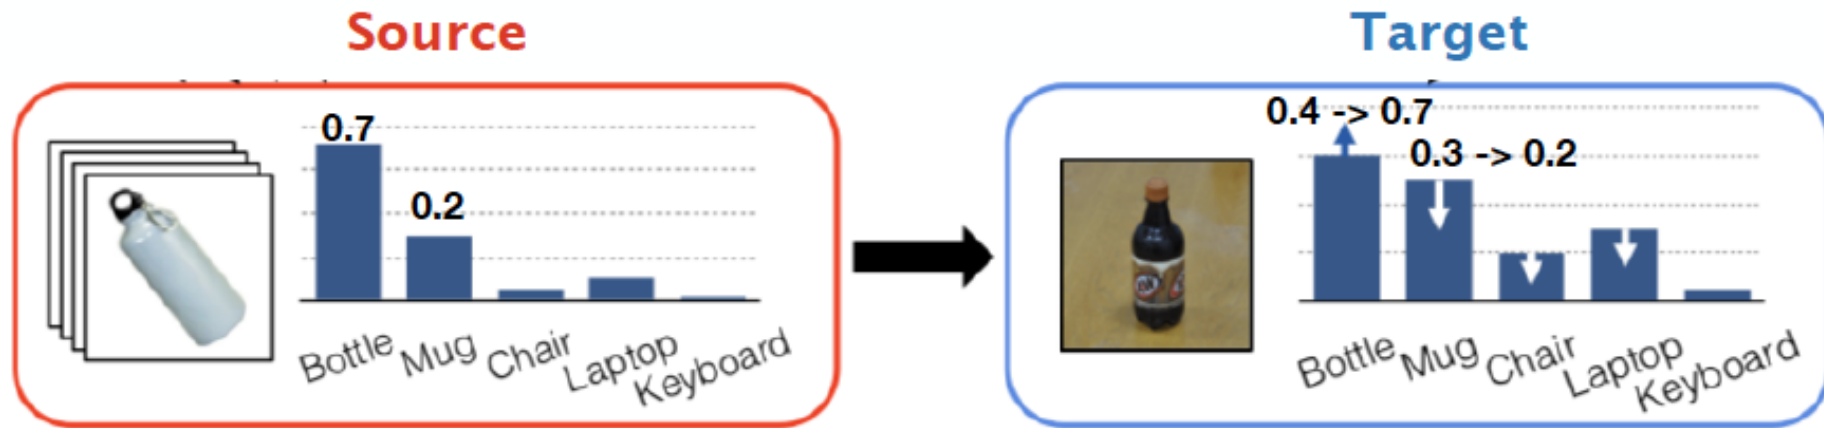 Source
Target
0.7
0.2
Bottle
Mug
Chair
Laptop
Keyboard
0.4 -> 0.7
0.3 -> 0.2
Bottle
Mug
Chair
Laptop
Keyboard